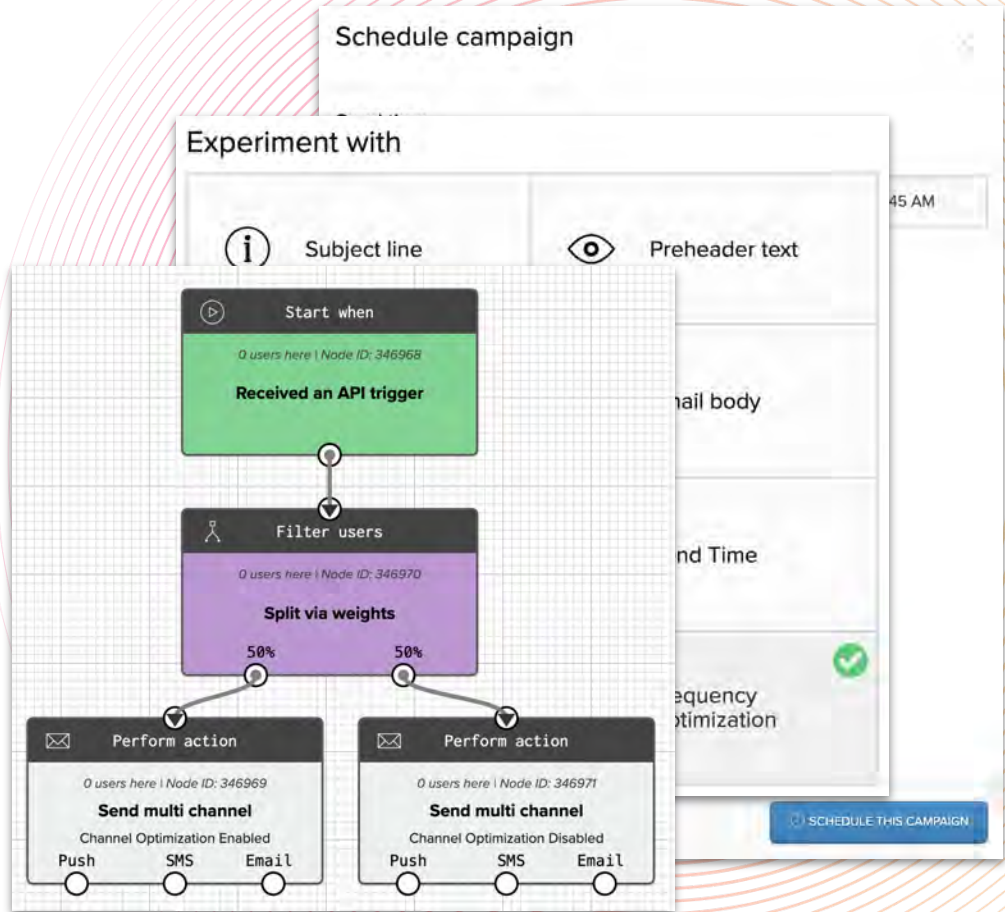 Schedule campaign
45 AM
Experiment with
Subject line
Preheader text
ail body
nd Time
equency
timization
SCHEDULE THIS CAMPAIGN
Start when
0 users here | Node ID: 346968
Received an API trigger
Filter users
0 users here | Node ID: 346970
Split via weights
50% 50%
Perform action
0 users here | Node ID: 346969
Send multi channel
Channel Optimization Enabled
Push SMS Email
Perform action
0 users here | Node ID: 346971
Send multi channel
Channel Optimization Disabled
Push SMS Email